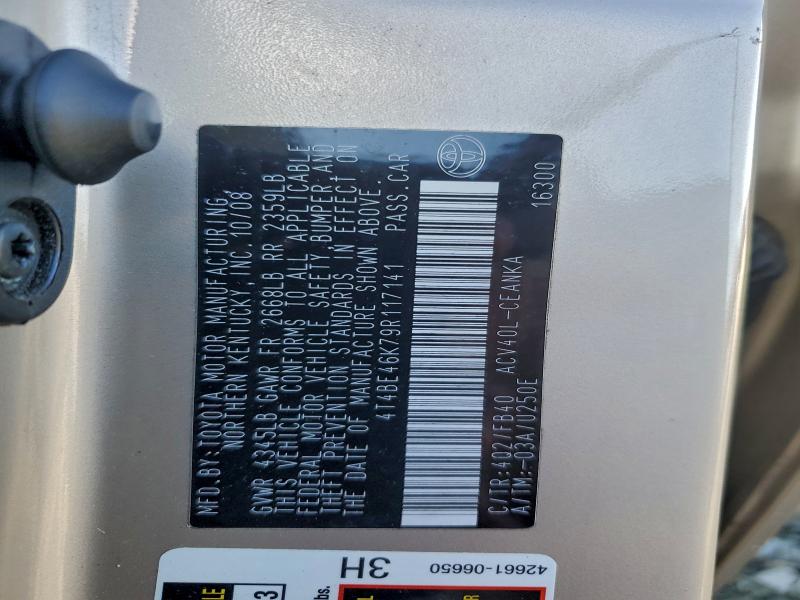 MFD.BY:TOYOTA MOTOR MANUFACTURING,
NORTHERN KENTUCKY, INC 10/08
GVWR 4345LB GAWR FR 2668LB RR 2359LB
THIS VEHICLE CONFORMS TO ALL APPLICABLE
FEDERAL MOTOR VEHICLE SAFETY,BUMPER,AND
THEFT PREVENTION STANDARDS IN EFFECT ON
THE DATE OF MANUFACTURE SHOWN ABOVE.
4T4BE46K79R117141 PASS.CAR
C/TR:4Q2/FB40 ACV40L-CEANKA
A/TM:-03A/U250E 16300
3H 42661-06650
3